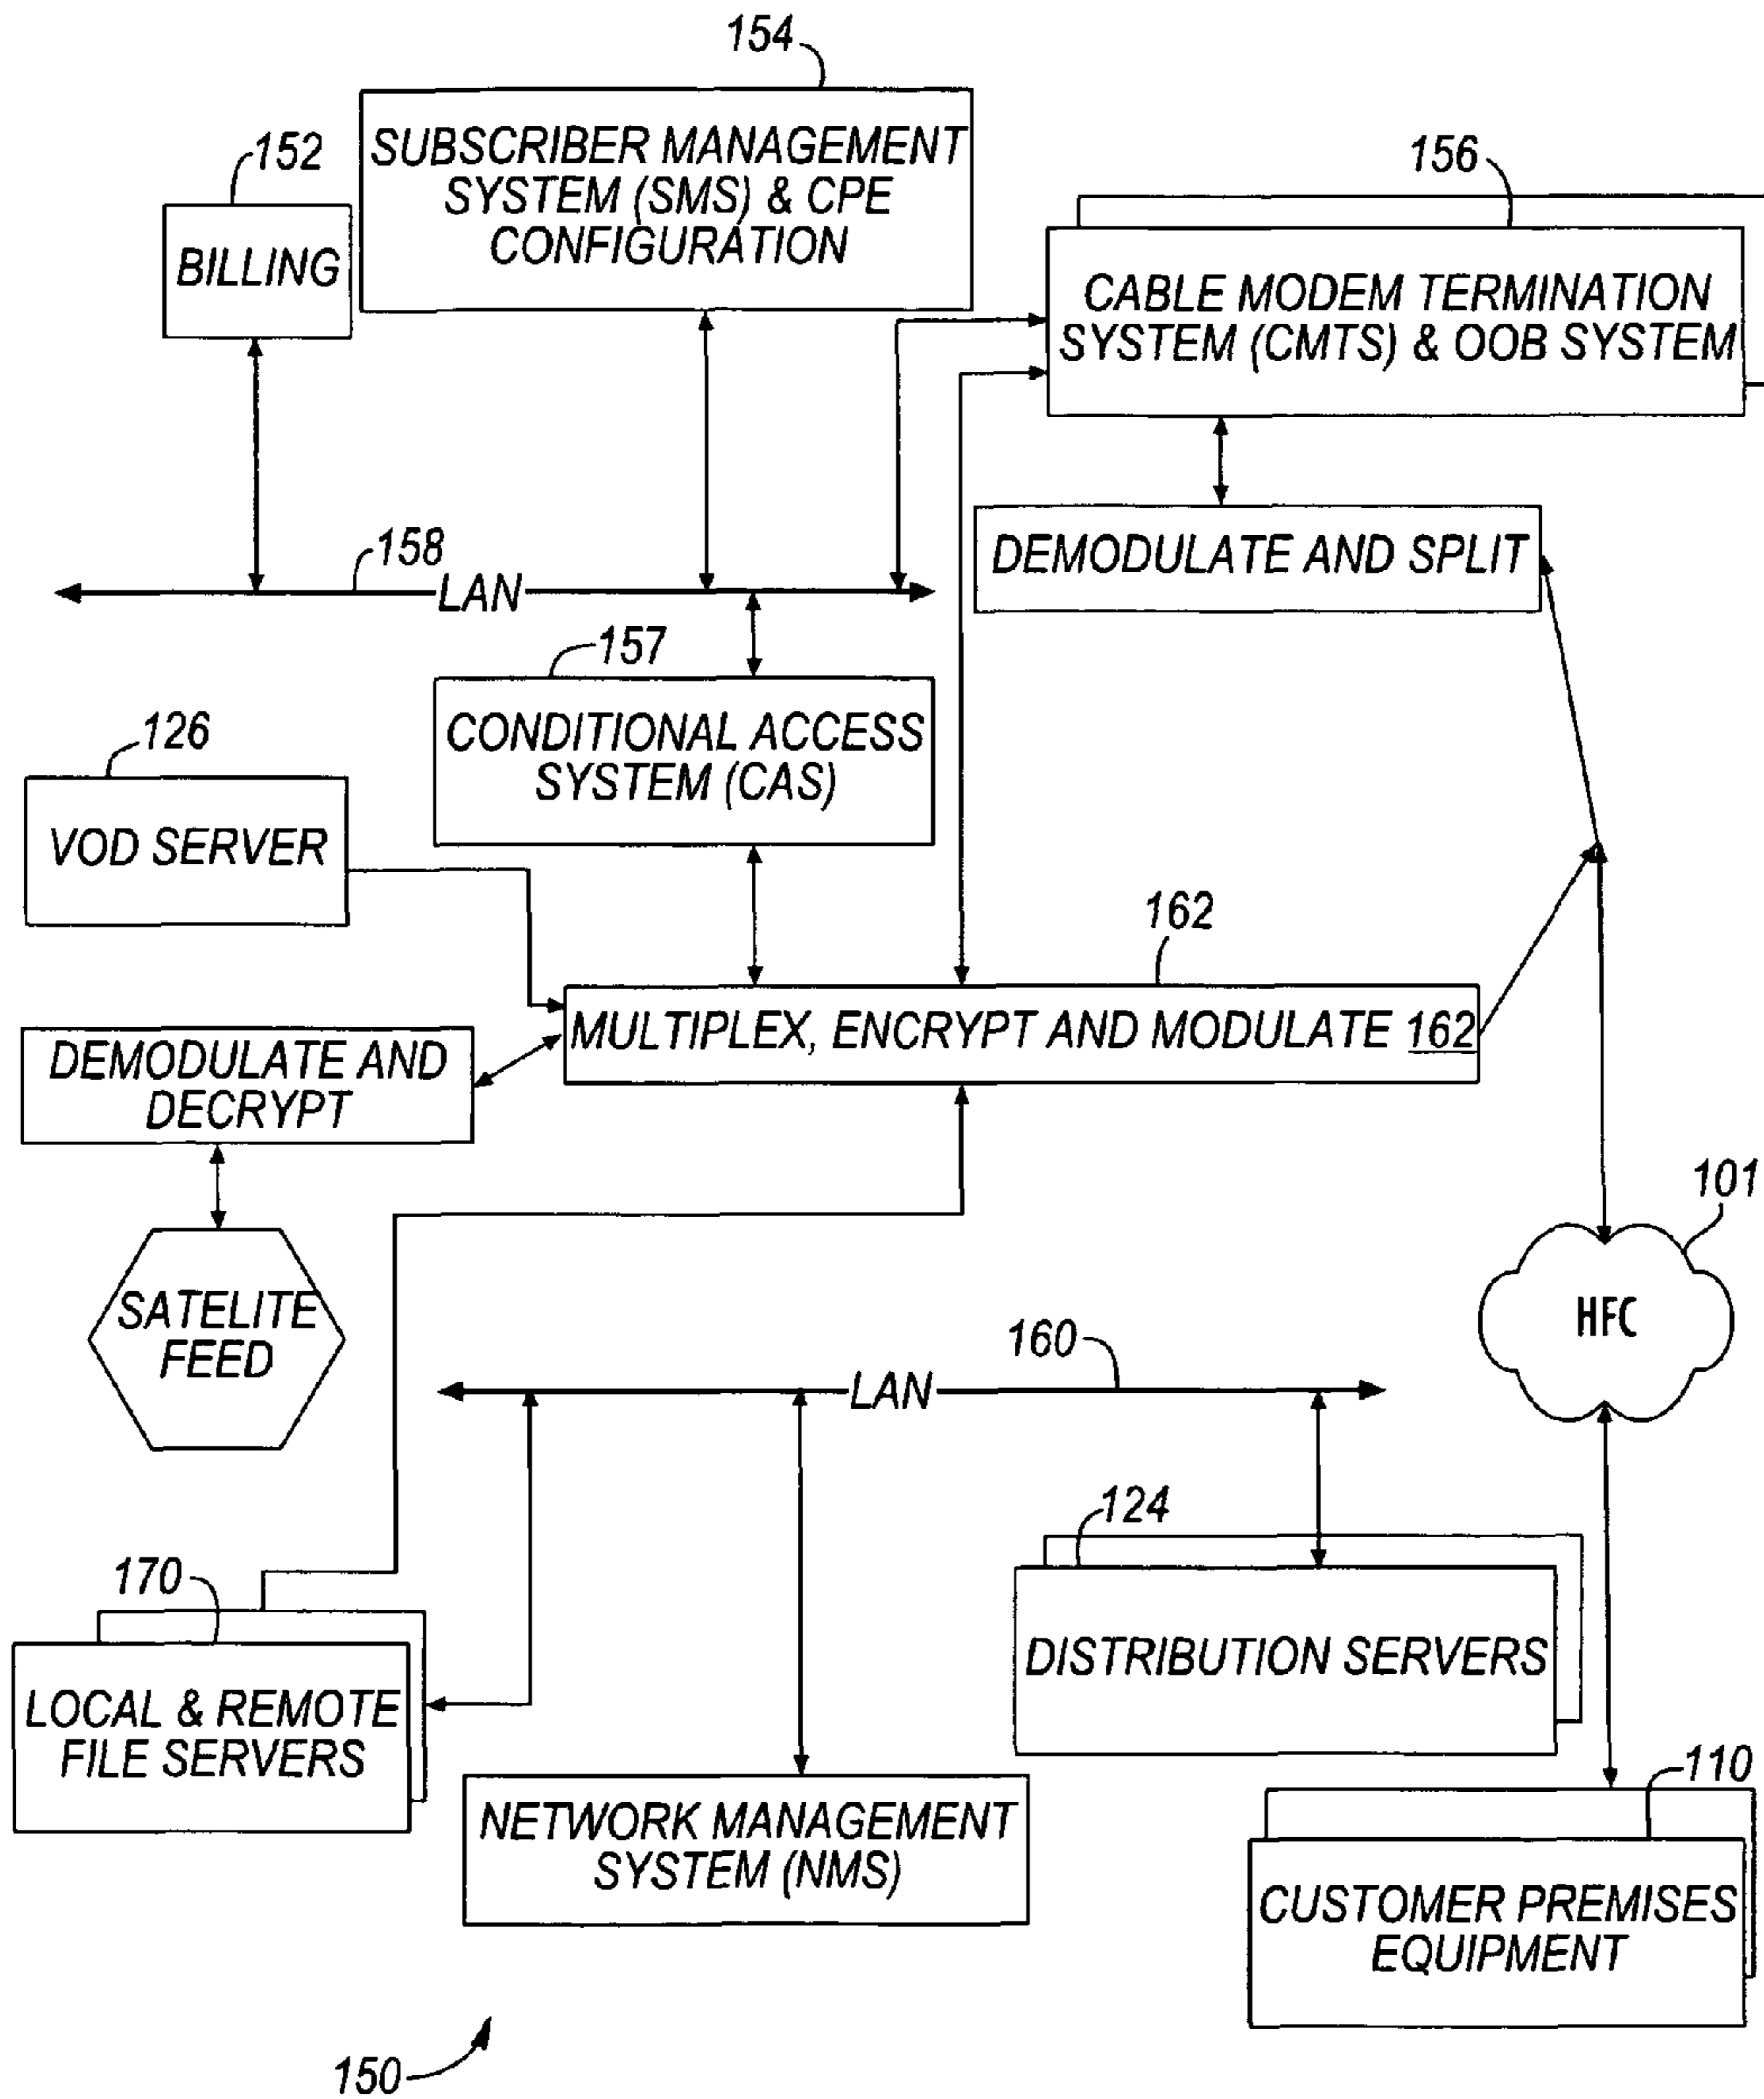 154
152
SUBSCRIBER MANAGEMENT
SYSTEM (SMS) & CPE
CONFIGURATION
156
BILLING
CABLE MODEM TERMINATION
SYSTEM (CMTS) & OOB SYSTEM
158
LAN
DEMODULATE AND SPLIT
157
CONDITIONAL ACCESS
SYSTEM (CAS)
126
VOD SERVER
162
MULTIPLEX, ENCRYPT AND MODULATE 162
DEMODULATE AND
DECRYPT
101
HFC
SATELITE
FEED
160
LAN
124
DISTRIBUTION SERVERS
170
LOCAL & REMOTE
FILE SERVERS
110
NETWORK MANAGEMENT
SYSTEM (NMS)
CUSTOMER PREMISES
EQUIPMENT
150